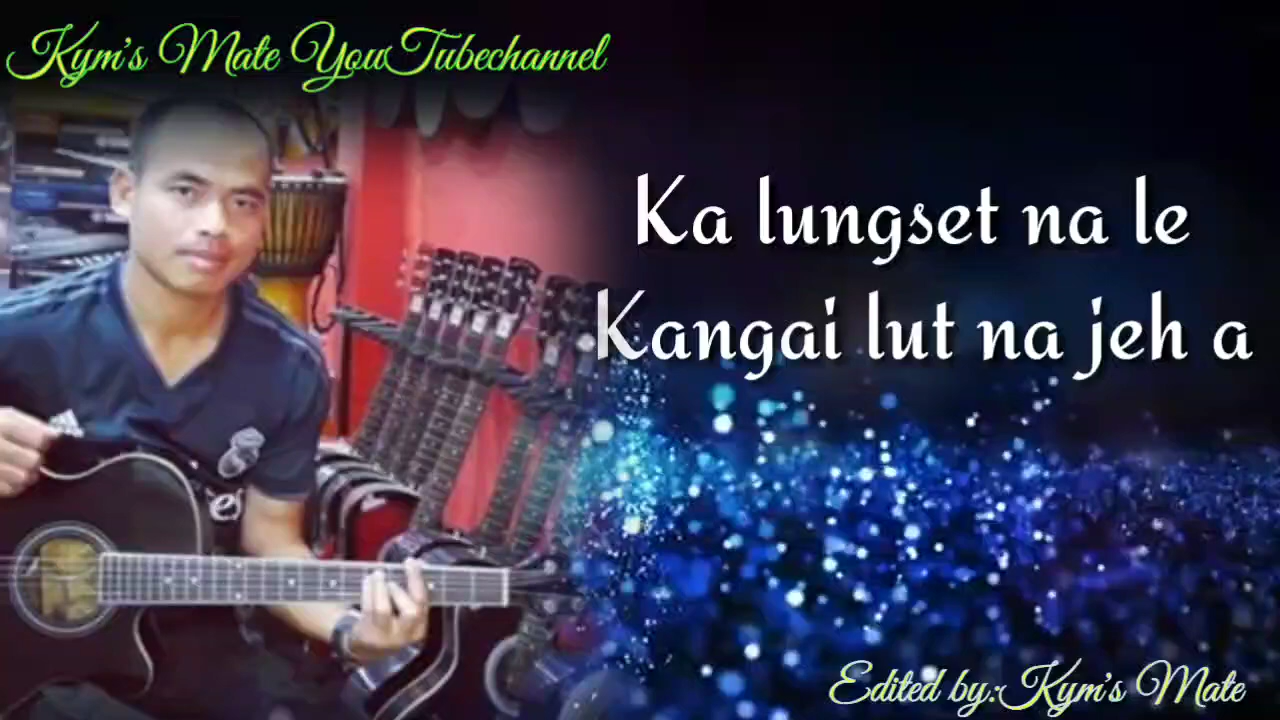 Kym's Mate YouTubechannel
Ka lungset na le
Kangai lut na jeh a
Edited by:Kym's Mate